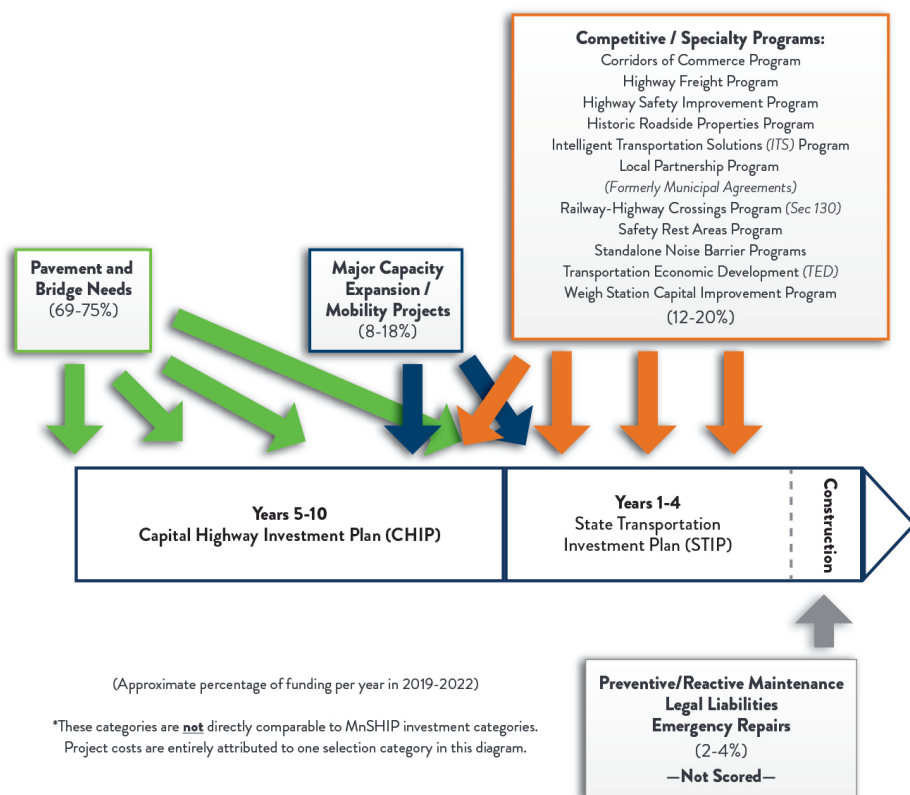 Competitive / Specialty Programs:
Corridors of Commerce Program
Highway Freight Program
Highway Safety Improvement Program
Historic Roadside Properties Program
Intelligent Transportation Solutions (ITS) Program
Local Partnership Program
(Formerly Municipal Agreements)
Railway-Highway Crossings Program (Sec 130)
Safety Rest Areas Program
Standalone Noise Barrier Programs
Transportation Economic Development (TED)
Weigh Station Capital Improvement Program
(12-20%)
Pavement and
Bridge Needs
(69-75%)
Major Capacity
Expansion /
Mobility Projects
(8-18%)
Years 5-10
Capital Highway Investment Plan (CHIP)
Years 1-4
State Transportation
Investment Plan (STIP)
Construction
(Approximate percentage of funding per year in 2019-2022)
*These categories are not directly comparable to MnSHIP investment categories.
Project costs are entirely attributed to one selection category in this diagram.
Preventive/Reactive Maintenance
Legal Liabilities
Emergency Repairs
(2-4%)
—Not Scored—